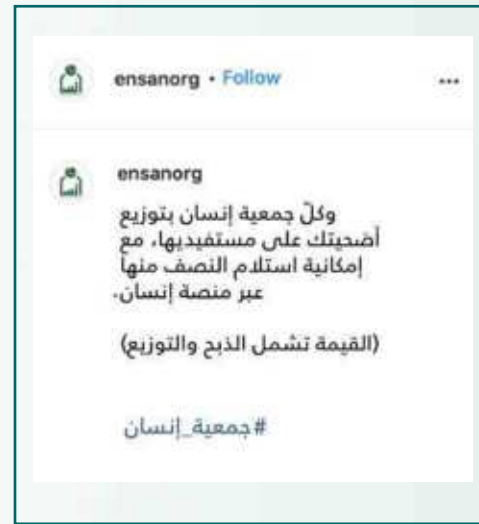 ensanorg • Follow
ensanorg
وكلّ جمعية إنسان بتوزيع
أضحيتك على مستفيديها، مع
إمكانية استلام النصف منها
عبر منصة إنسان.
(القيمة تشمل الذبح والتوزيع)
#جمعية_إنسان